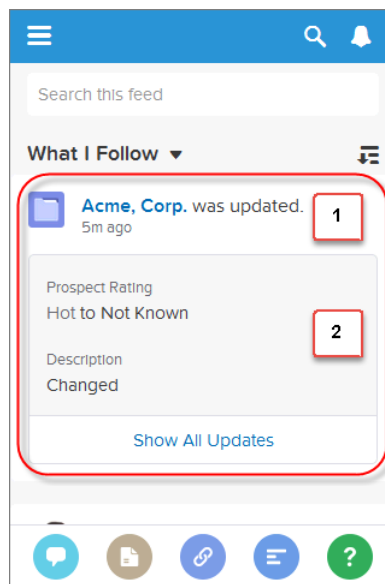 Search this feed
What I Follow
Acme, Corp. was updated.
5m ago
1
Prospect Rating
Hot to Not Known
2
Description
Changed
Show All Updates
?